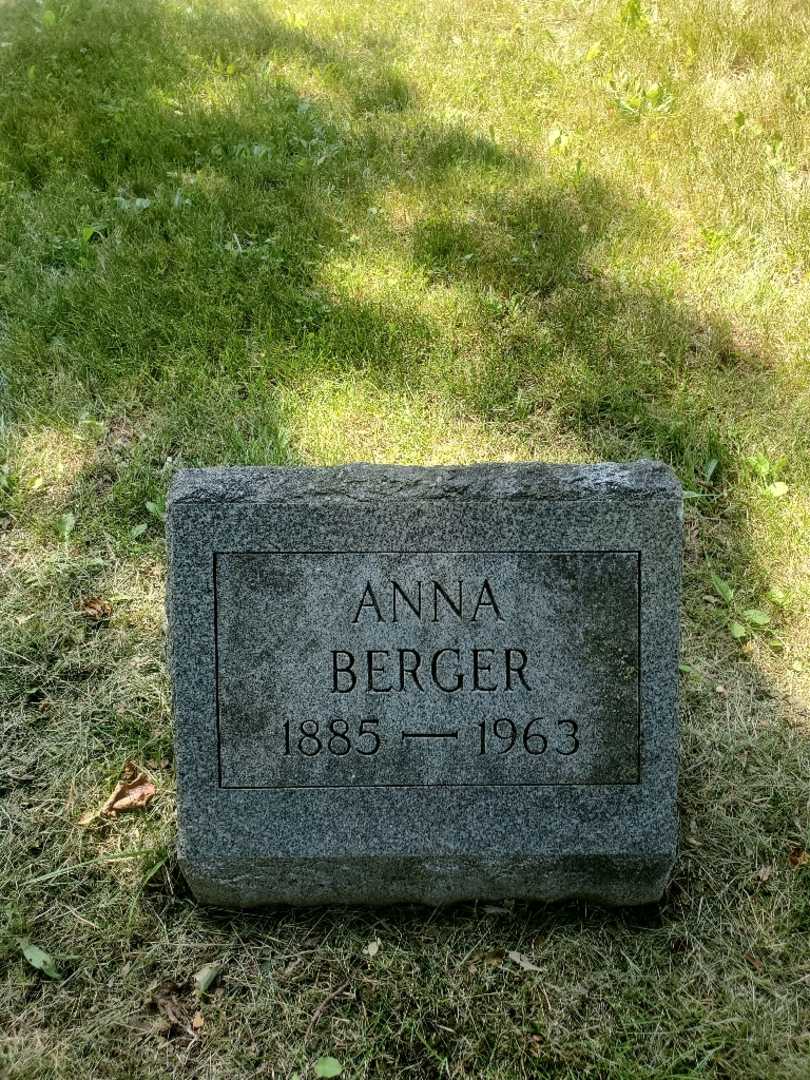 ANNA
BERGER
1885 — 1963